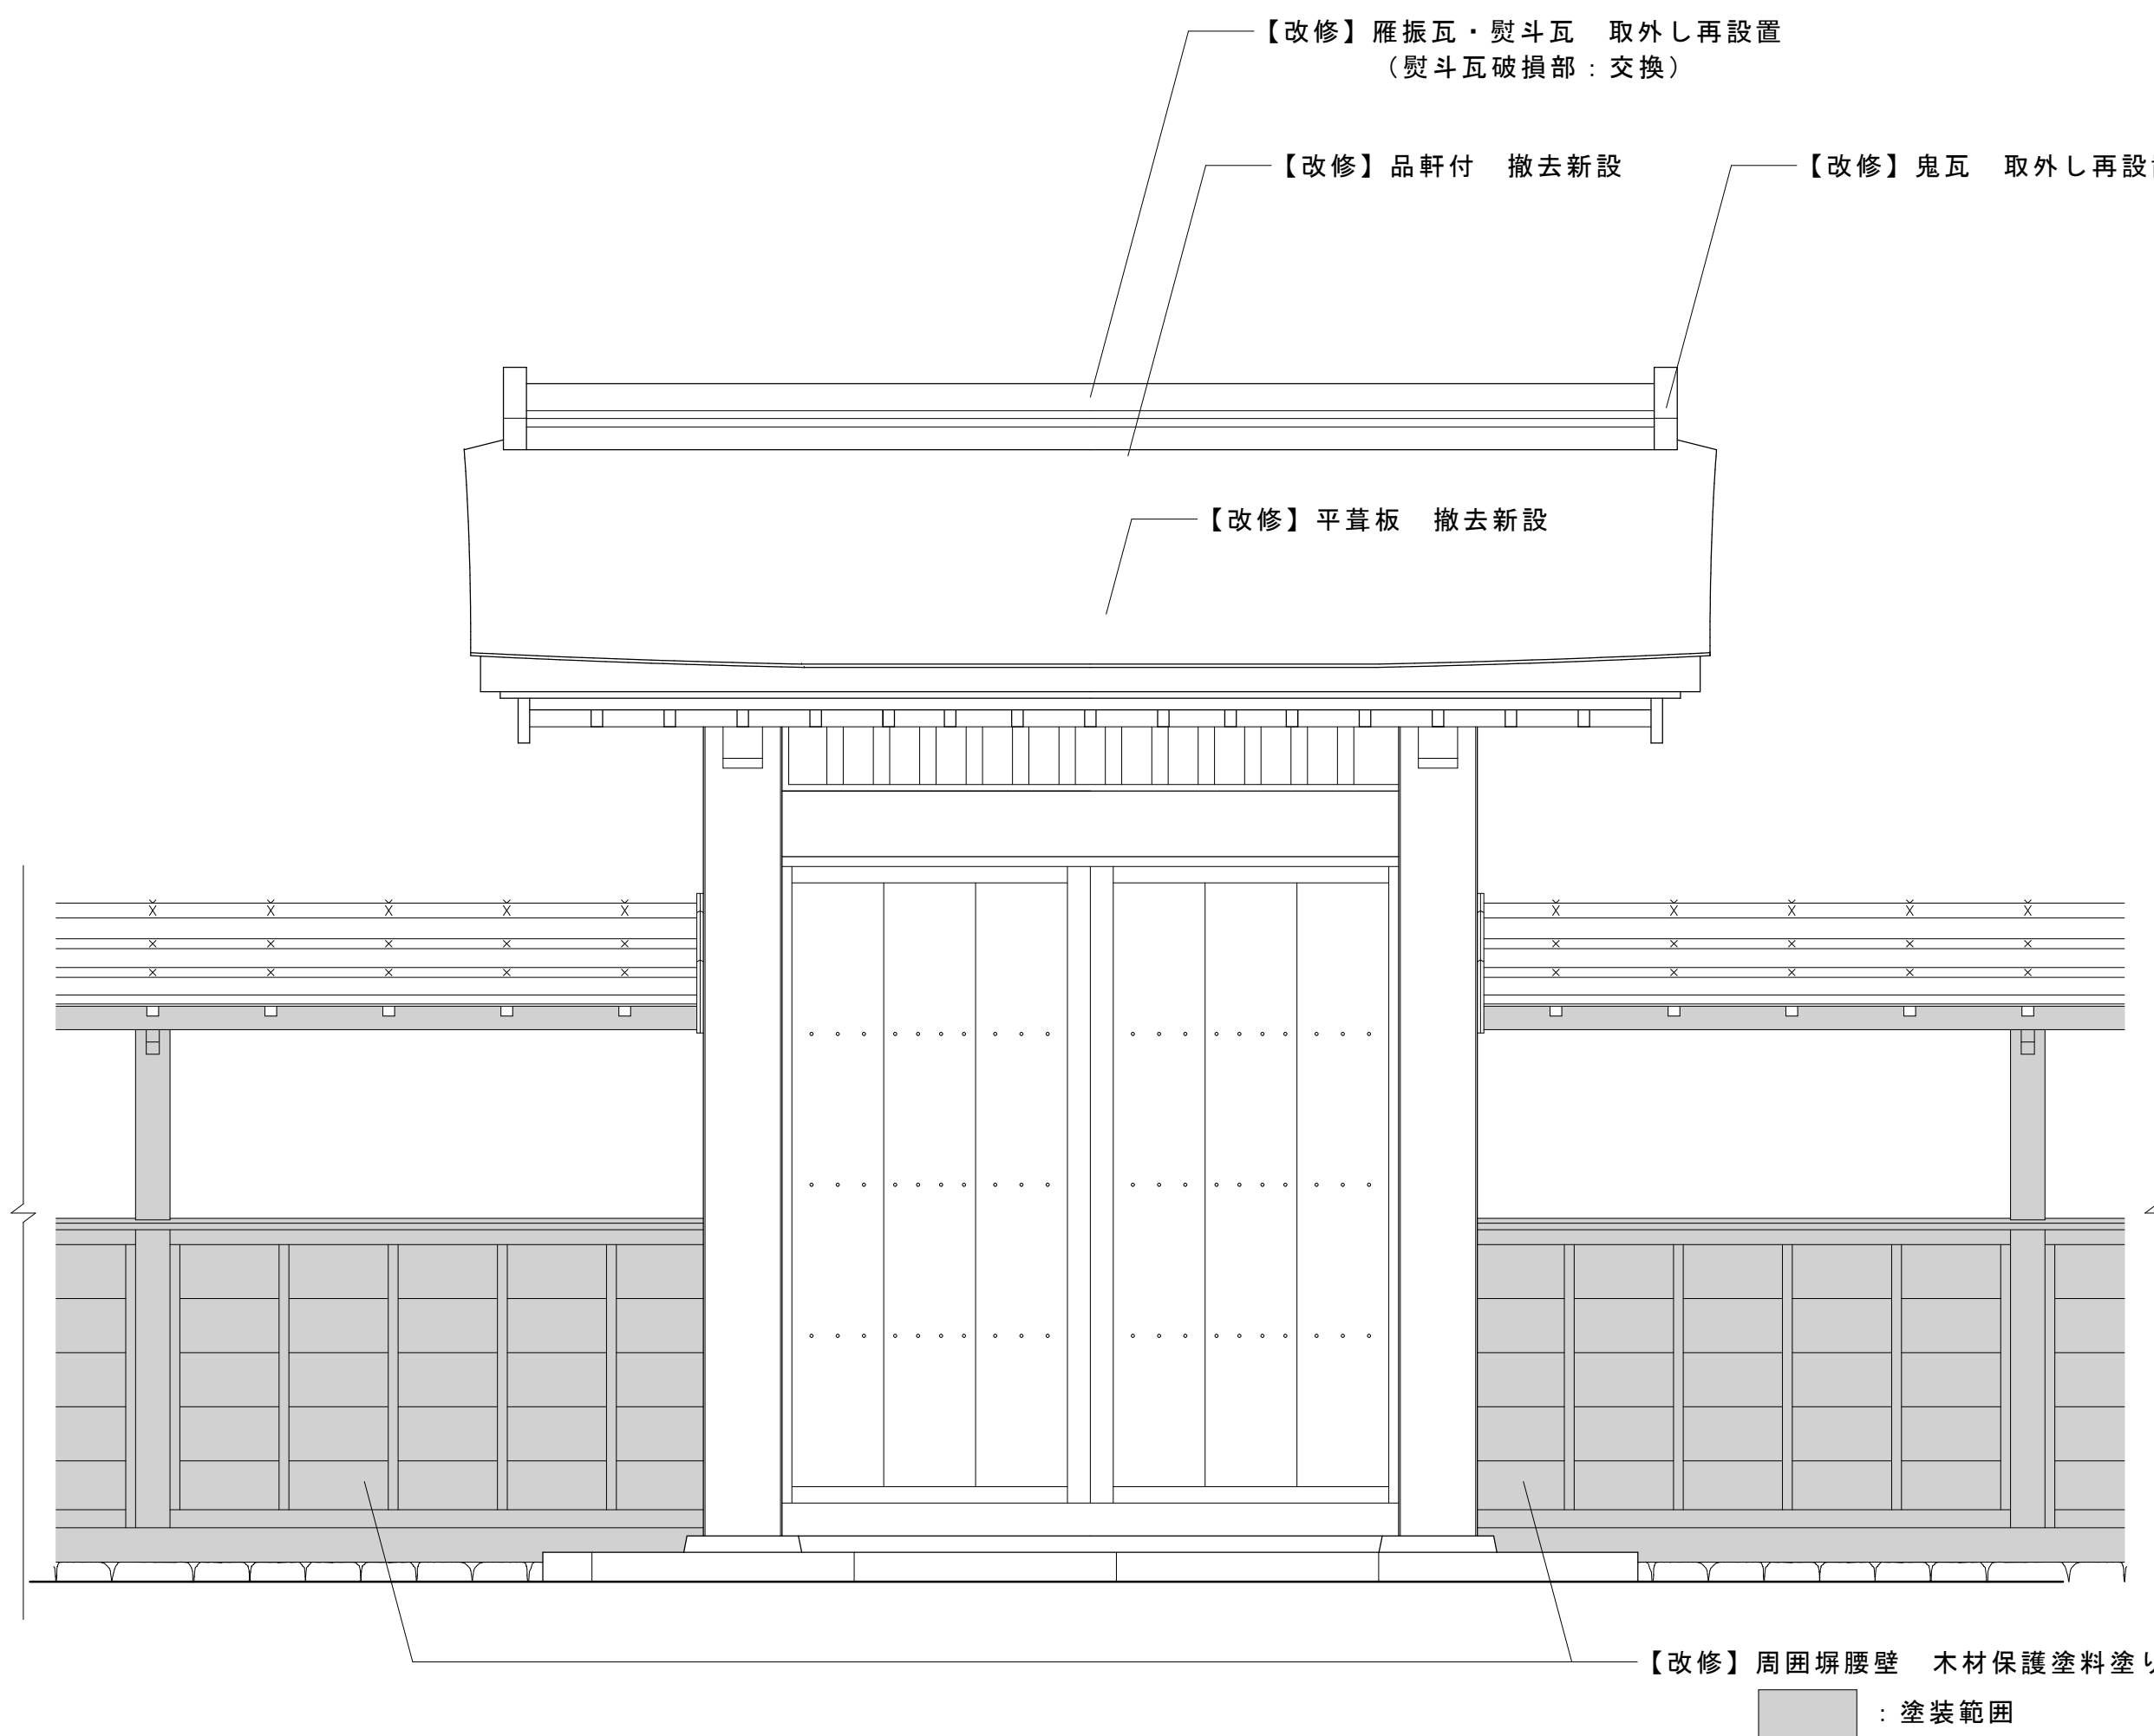 【改修】雁振瓦・熨斗瓦　取外し再設置
（熨斗瓦破損部：交換）
【改修】品軒付　撤去新設
【改修】鬼瓦　取外し再設
【改修】平葺板　撤去新設
【改修】周囲塀腰壁　木材保護塗料塗り
：塗装範囲